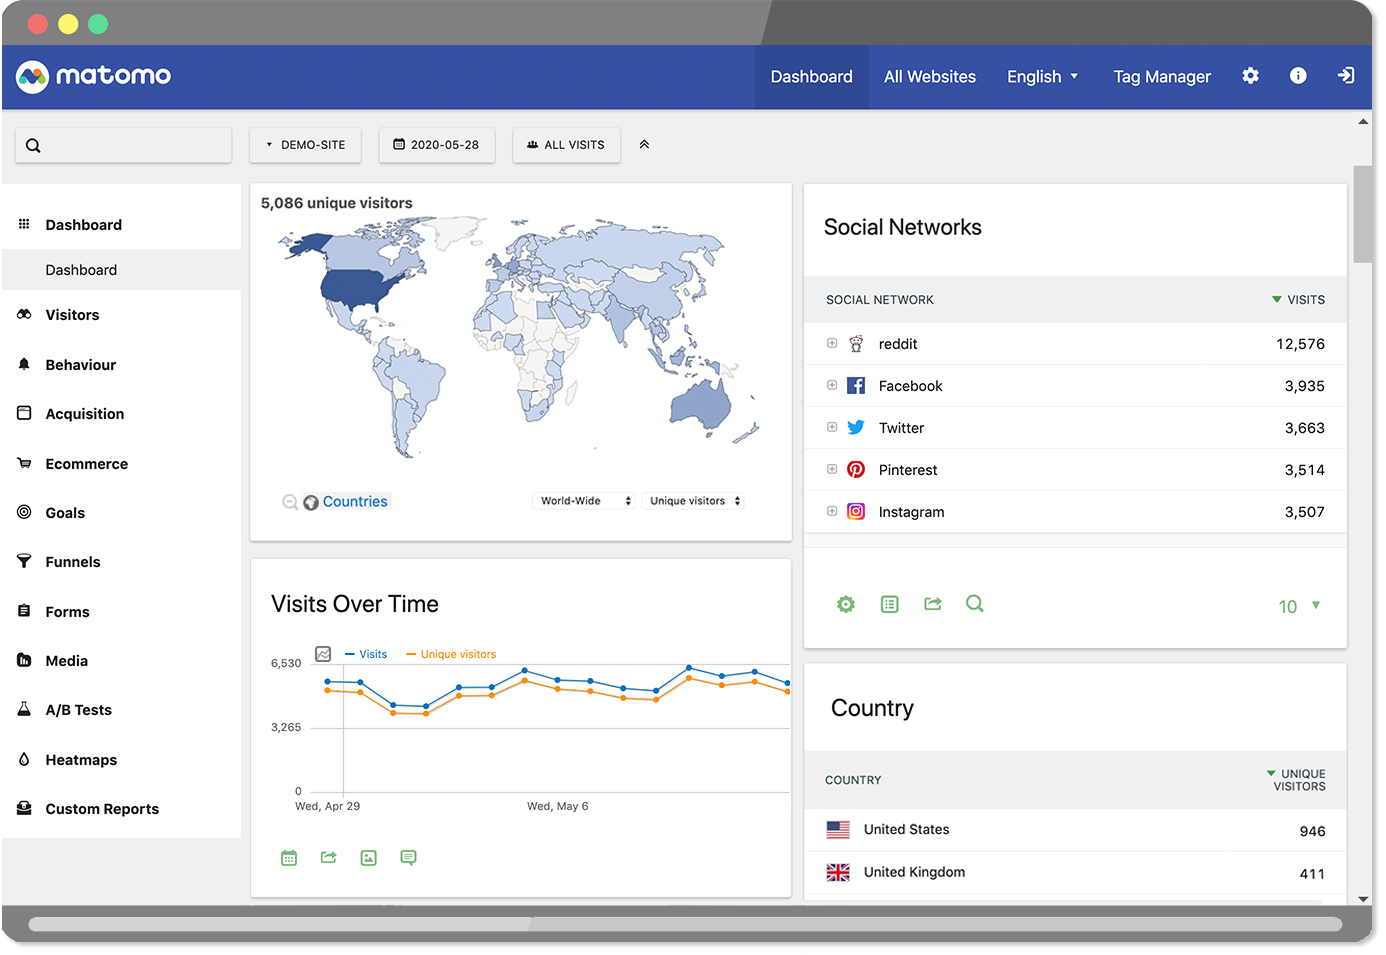 matomo
Dashboard
All Websites
English
Tag Manager
DEMO-SITE
2020-05-28
ALL VISITS
Dashboard
Dashboard
Visitors
Behaviour
Acquisition
Ecommerce
Goals
Funnels
Forms
Media
A/B Tests
Heatmaps
Custom Reports
5,086 unique visitors
Countries
World-Wide
Unique visitors
Visits Over Time
Visits
Unique visitors
6,530
3,265
0
Wed, Apr 29
Wed, May 6
Social Networks
SOCIAL NETWORK
VISITS
reddit
12,576
Facebook
3,935
Twitter
3,663
Pinterest
3,514
Instagram
3,507
10
Country
COUNTRY
UNIQUE
VISITORS
United States
946
United Kingdom
411